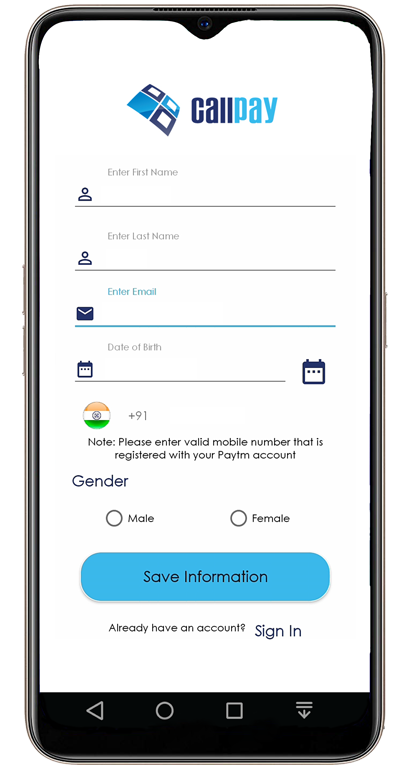 callpay
Enter First Name
Enter Last Name
Enter Email
Date of Birth
+91
Note: Please enter valid mobile number that is
registered with your Paytm account
Gender
Male
Female
Save Information
Already have an account? Sign In